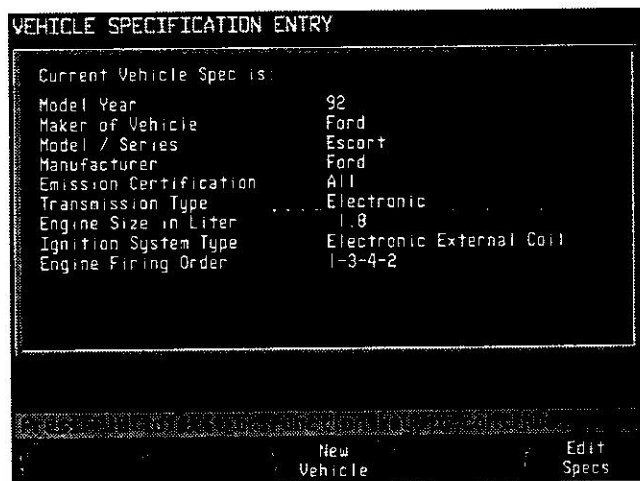 VEHICLE SPECIFICATION ENTRY
Current Vehicle Spec is:
Model Year 92
Maker of Vehicle Ford
Model / Series Escort
Manufacturer Ford
Emission Certification All
Transmission Type Electronic
Engine Size in Liter 1.8
Ignition System Type Electronic External Coil
Engine Firing Order 1-3-4-2
New Vehicle
Edit Specs